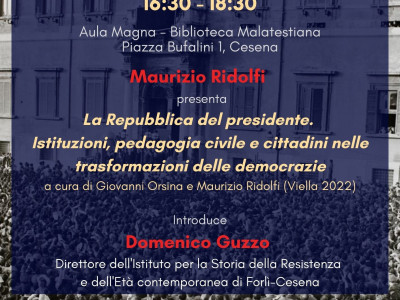 16:30 - 18:30
Aula Magna - Biblioteca Malatestiana
Piazza Bufalini 1, Cesena
Maurizio Ridolfi
presenta
La Repubblica del presidente.
Istituzioni, pedagogia civile e cittadini nelle
trasformazioni delle democrazie
a cura di Giovanni Orsina e Maurizio Ridolfi (Viella 2022)
Introduce
Domenico Guzzo
Direttore dell'Istituto per la Storia della Resistenza
e dell'Età contemporanea di Forlì-Cesena